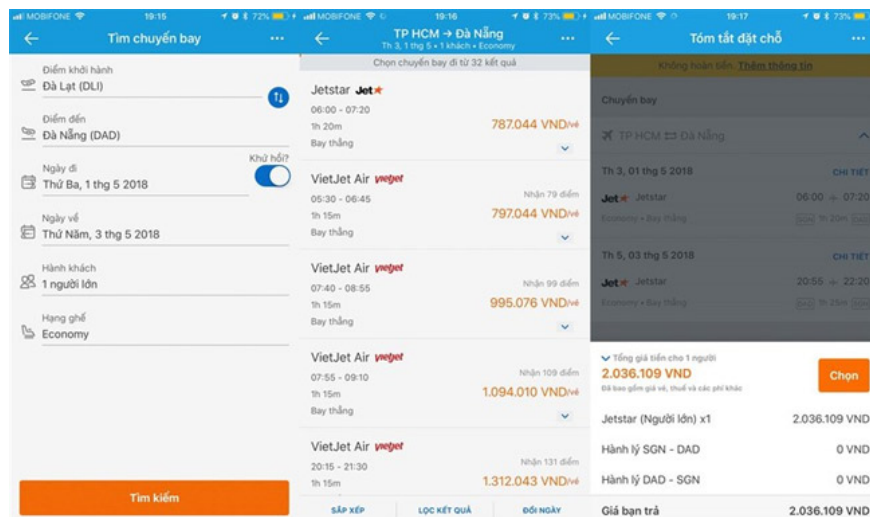 MOBIFONE 19:15 72%
Tìm chuyến bay
Điểm khởi hành
Đà Lạt (DLI)
Điểm đến
Đà Nẵng (DAD)
Ngày đi
Khứ hồi?
Thứ Ba, 1 thg 5 2018
Ngày về
Thứ Năm, 3 thg 5 2018
Hành khách
1 người lớn
Hạng ghế
Economy
Tìm kiếm
MOBIFONE 19:16 73%
TP HCM → Đà Nẵng
Th 3, 1 thg 5 • 1 khách • Economy
Chọn chuyến bay đi từ 32 kết quả
Jetstar Jet
06:00 - 07:20
1h 20m 787.044 VND/vé
Bay thẳng
VietJet Air vietjet
Nhận 79 điểm
05:30 - 06:45
1h 15m 797.044 VND/vé
Bay thẳng
VietJet Air vietjet
Nhận 99 điểm
07:40 - 08:55
1h 15m 995.076 VND/vé
Bay thẳng
VietJet Air vietjet
Nhận 109 điểm
07:55 - 09:10
1h 15m 1.094.010 VND/vé
Bay thẳng
VietJet Air vietjet
Nhận 131 điểm
20:15 - 21:30
1h 15m 1.312.043 VND/vé
SẮP XẾP LỌC KẾT QUẢ ĐỔI NGÀY
MOBIFONE 19:17 73%
Tóm tắt đặt chỗ
Không hoàn tiền. Thêm thông tin
Chuyến bay
TP HCM Đà Nẵng
Th 3, 01 thg 5 2018 CHI TIẾT
Jet Jetstar 06:00 07:20
Economy • Bay thẳng SGN 1h 20m DAD
Th 5, 03 thg 5 2018 CHI TIẾT
Jet Jetstar 20:55 22:20
Economy • Bay thẳng DAD 1h 25m SGN
Tổng giá tiền cho 1 người
2.036.109 VND
Đã bao gồm giá vé, thuế và các phí khác
Chọn
Jetstar (Người lớn) x1 2.036.109 VND
Hành lý SGN - DAD 0 VND
Hành lý DAD - SGN 0 VND
Giá bạn trả 2.036.109 VND